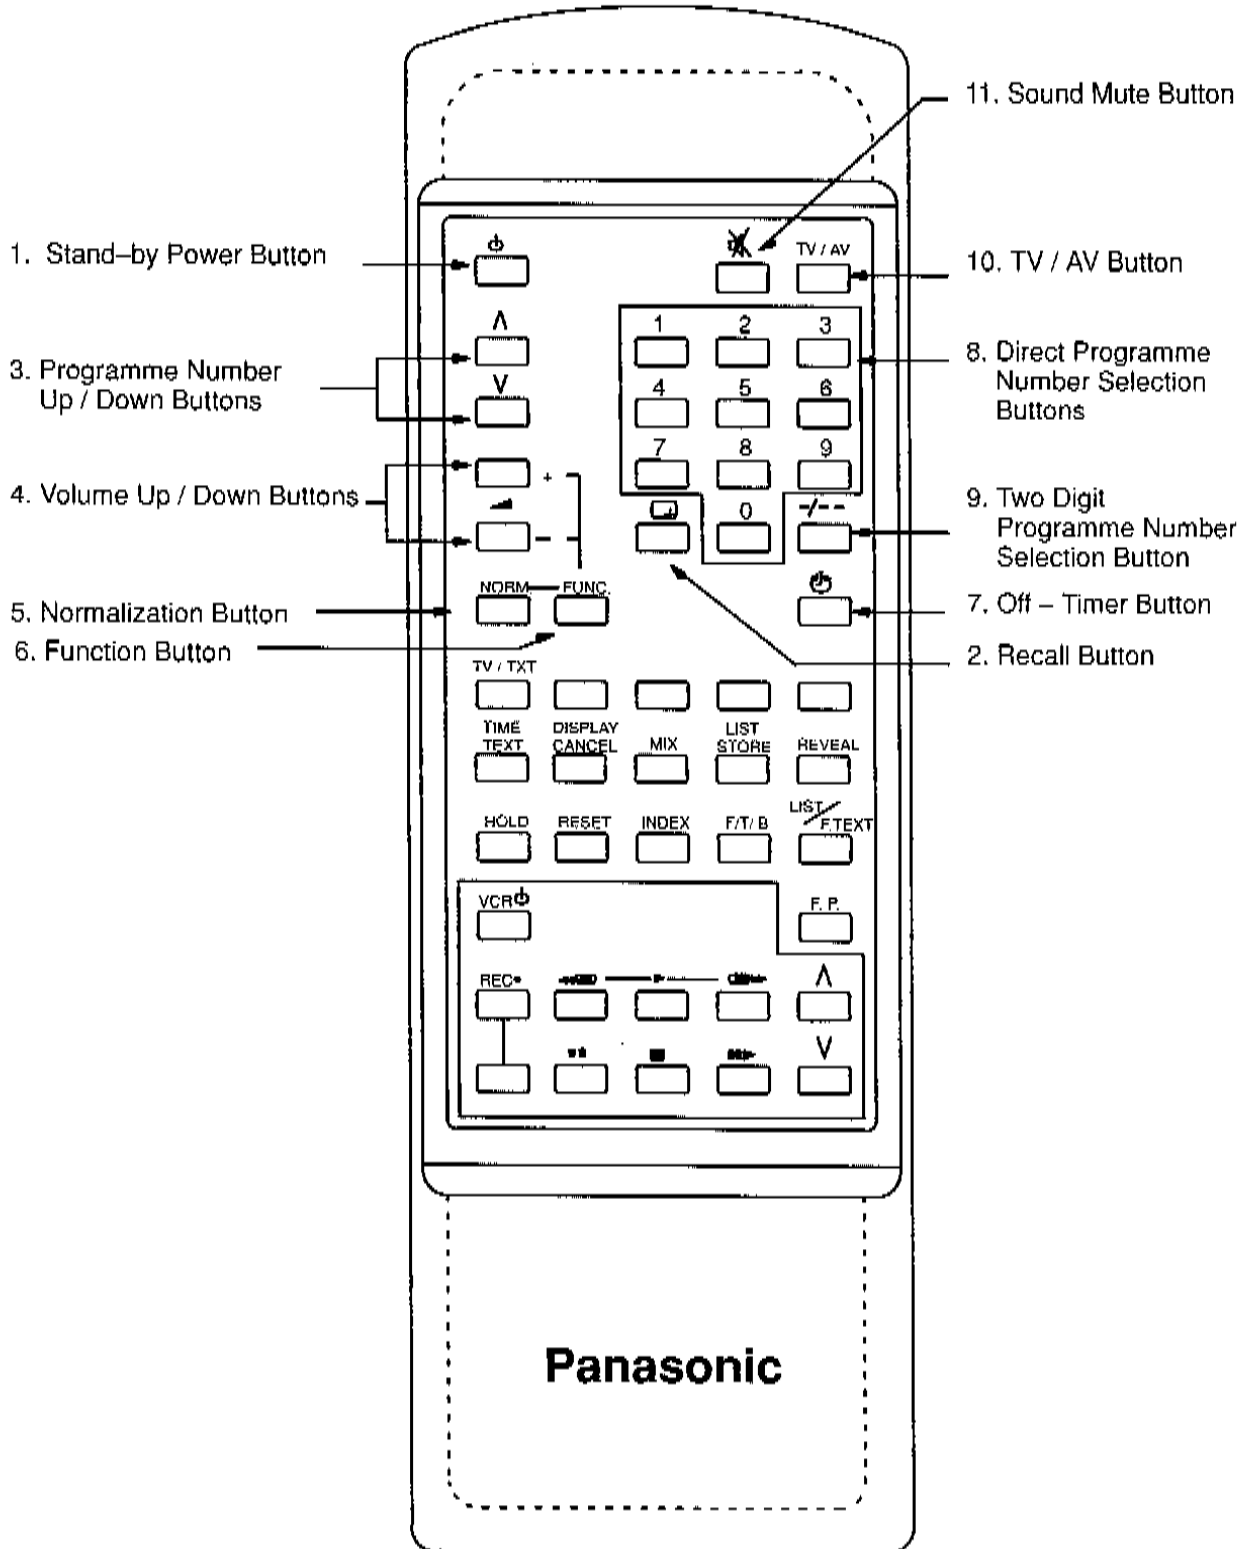 11. Sound Mute Button
1. Stand–by Power Button
TV / AV
10. TV / AV Button
3. Programme Number
Up / Down Buttons
1 2 3
4 5 6
7 8 9
0
-/--
8. Direct Programme
Number Selection
Buttons
4. Volume Up / Down Buttons
+
–
9. Two Digit
Programme Number
Selection Button
5. Normalization Button
NORM. FUNC.
7. Off – Timer Button
6. Function Button
2. Recall Button
TV / TXT
TIME
TEXT
DISPLAY
CANCEL
MIX
LIST
STORE
REVEAL
HOLD
RESET
INDEX
F/T/B
LIST/
F.TEXT
VCR
F. P.
REC
Panasonic